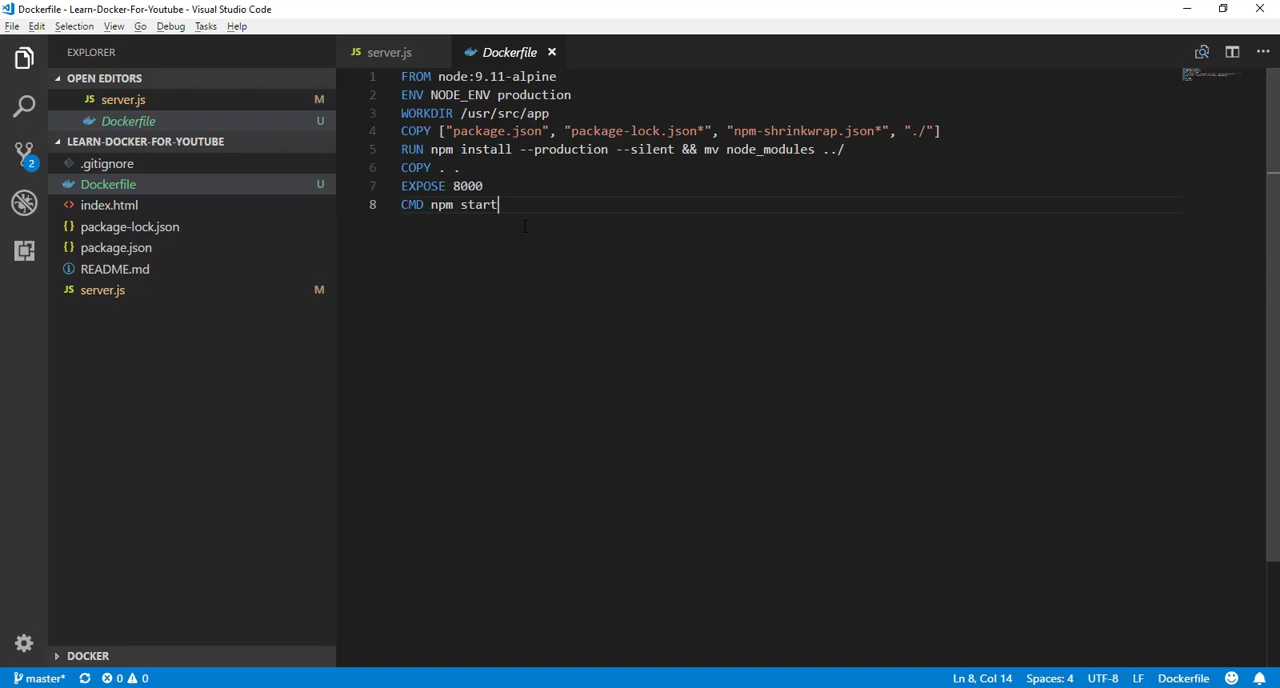 Dockerfile - Learn-Docker-For-Youtube - Visual Studio Code
File Edit Selection View Go Debug Tasks Help
EXPLORER
OPEN EDITORS
JS server.js M
Dockerfile U
LEARN-DOCKER-FOR-YOUTUBE
.gitignore
Dockerfile U
<> index.html
{} package-lock.json
{} package.json
README.md
JS server.js M
DOCKER
2
JS server.js Dockerfile
1 FROM node:9.11-alpine
2 ENV NODE_ENV production
3 WORKDIR /usr/src/app
4 COPY ["package.json", "package-lock.json*", "npm-shrinkwrap.json*", "./"]
5 RUN npm install --production --silent && mv node_modules ../
6 COPY . .
7 EXPOSE 8000
8 CMD npm start
master* 0 0 Ln 8, Col 14 Spaces: 4 UTF-8 LF Dockerfile